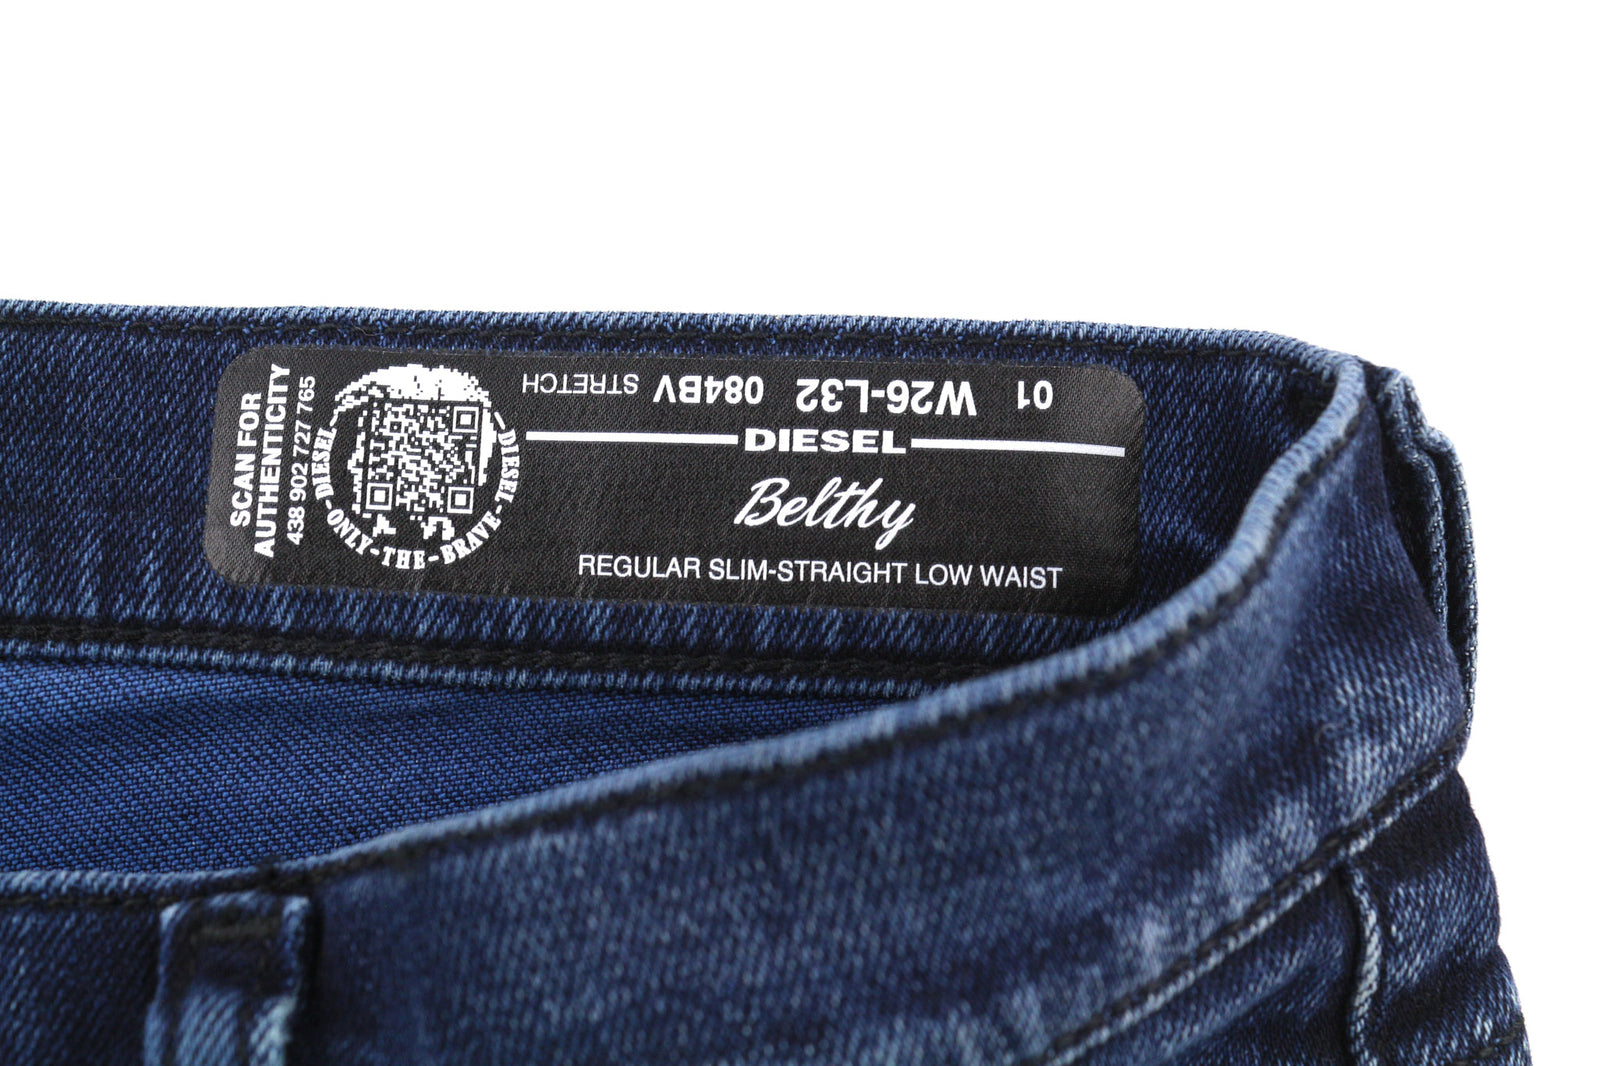 SCAN FOR
AUTHENTICITY
438 902 727 765
DIESEL-ONLY-THE-BRAVE-DIESEL
01 W26-L32 084BV STRETCH
DIESEL
Belthy
REGULAR SLIM-STRAIGHT LOW WAIST